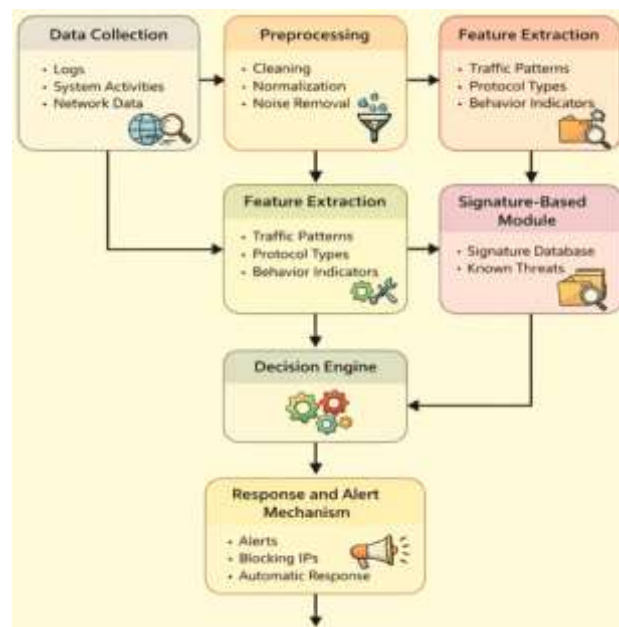 Data Collection
• Logs
• System Activities
• Network Data
Preprocessing
• Cleaning
• Normalization
• Noise Removal
Feature Extraction
• Traffic Patterns
• Protocol Types
• Behavior Indicators
Feature Extraction
• Traffic Patterns
• Protocol Types
• Behavior Indicators
Signature-Based
Module
• Signature Database
• Known Threats
Decision Engine
Response and Alert
Mechanism
• Alerts
• Blocking IPs
• Automatic Response